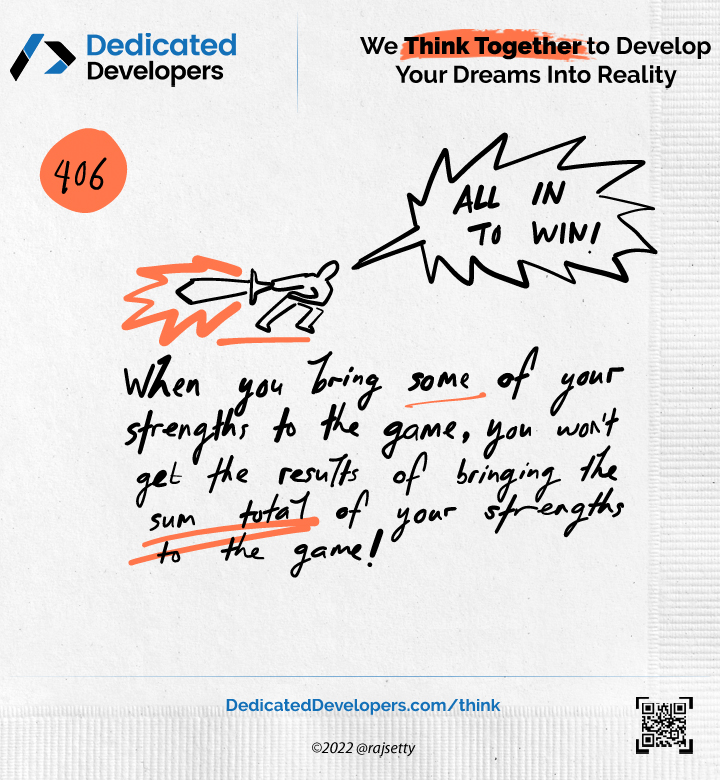 Dedicated
Developers
We Think Together to Develop
Your Dreams Into Reality
406
ALL IN
TO WIN!
When you bring some of your
strengths to the game, you won't
get the results of bringing the
sum total of your strengths
to the game!
DedicatedDevelopers.com/think
©2022 @rajsetty